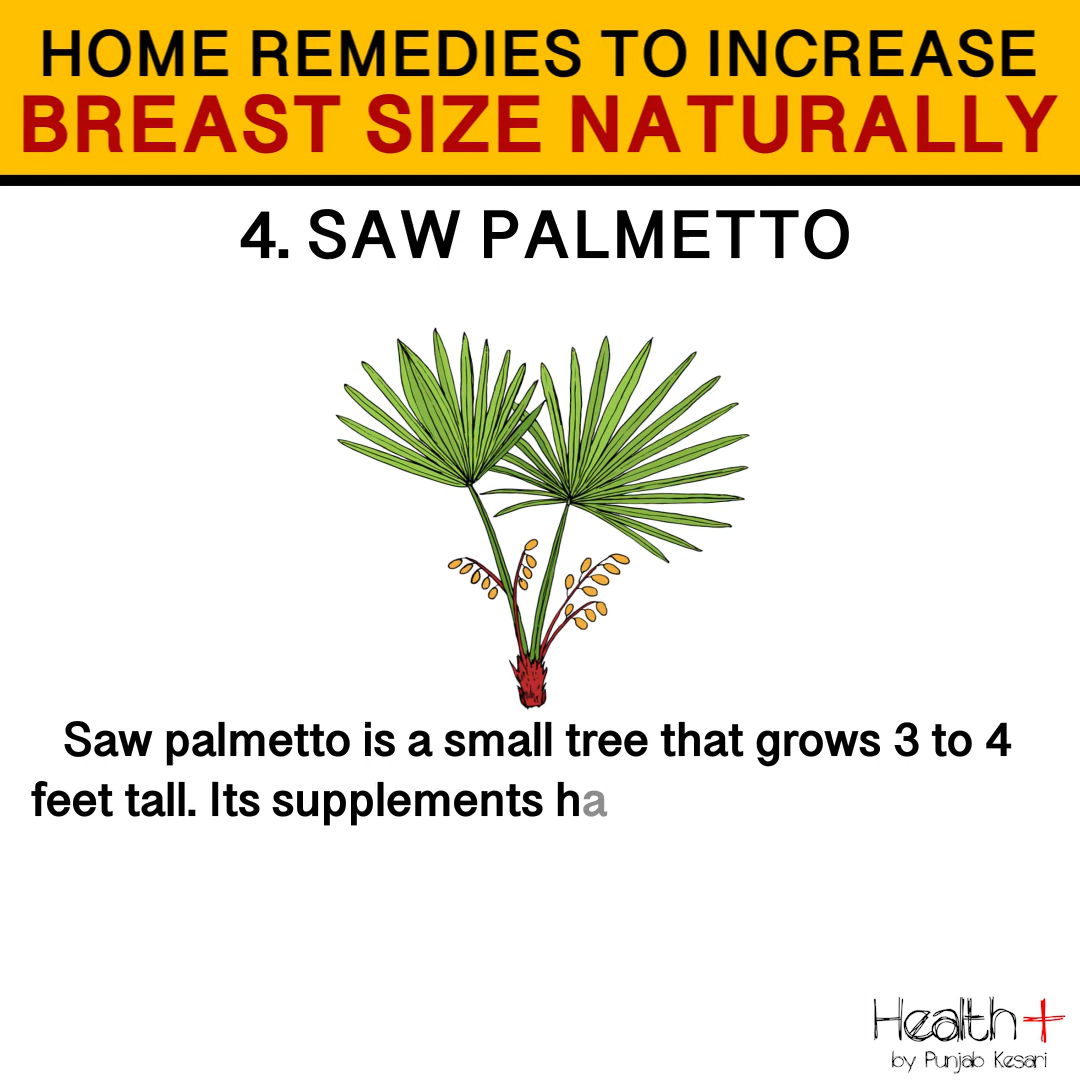 HOME REMEDIES TO INCREASE
BREAST SIZE NATURALLY
4. SAW PALMETTO
Saw palmetto is a small tree that grows 3 to 4
feet tall. Its supplements ha
Health+
by Punjab Kesari